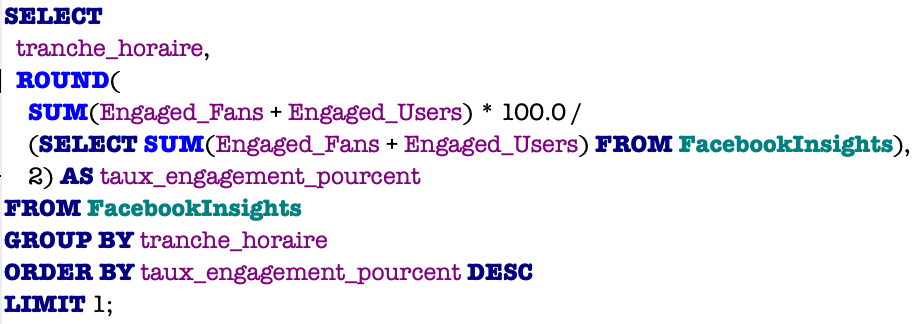 SELECT
tranche_horaire,
ROUND(
SUM(Engaged_Fans + Engaged_Users) * 100.0 /
(SELECT SUM(Engaged_Fans + Engaged_Users) FROM FacebookInsights),
2) AS taux_engagement_pourcent
FROM FacebookInsights
GROUP BY tranche_horaire
ORDER BY taux_engagement_pourcent DESC
LIMIT 1;